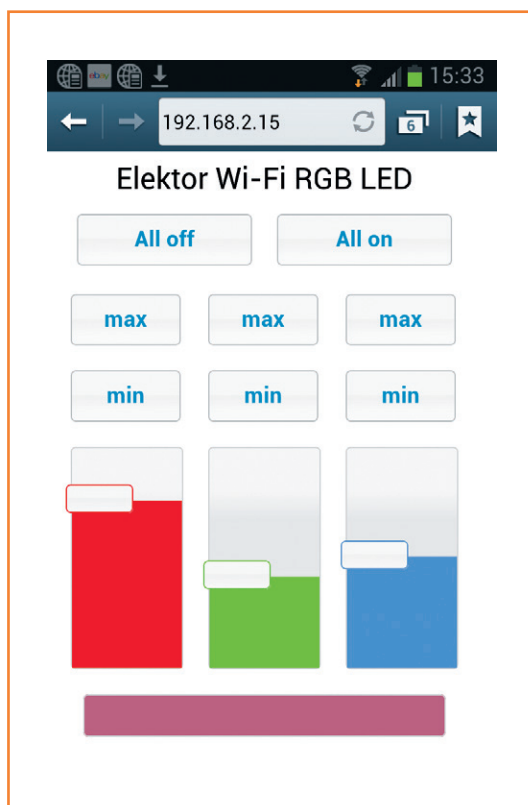 ebay 15:33
192.168.2.15 6
Elektor Wi-Fi RGB LED
All off All on
max max max
min min min